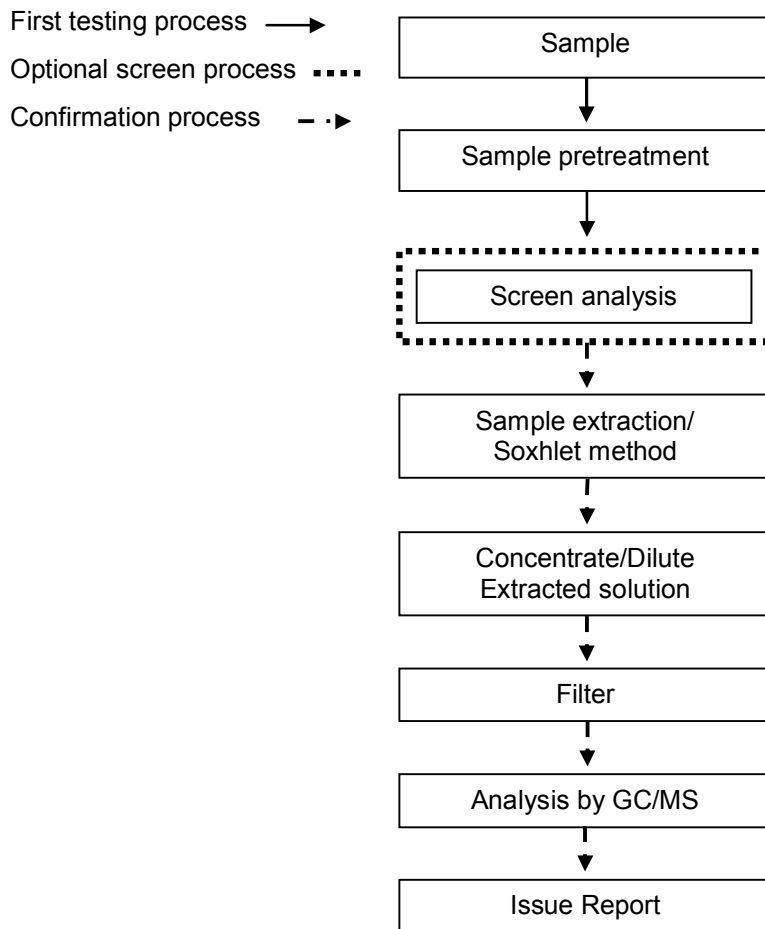 First testing process
Optional screen process
Confirmation process
Sample
Sample pretreatment
Screen analysis
Sample extraction/
Soxhlet method
Concentrate/Dilute
Extracted solution
Filter
Analysis by GC/MS
Issue Report